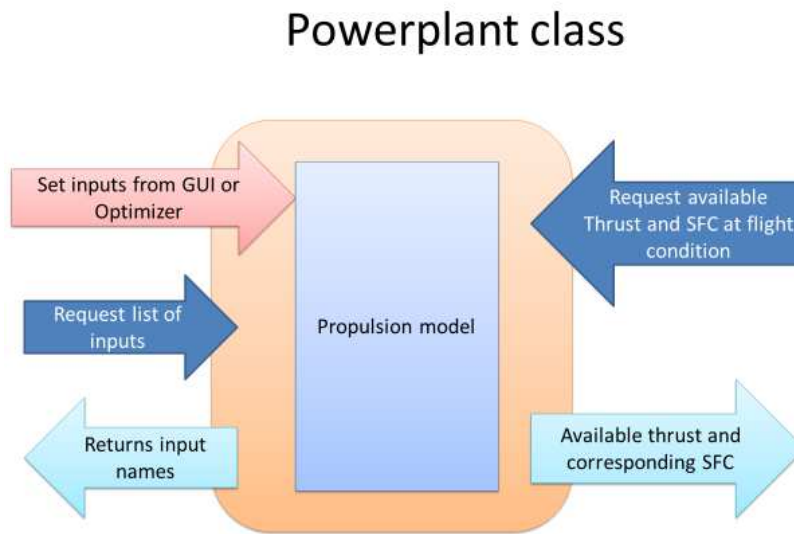 Powerplant class
Set inputs from GUI or
Optimizer
Request available
Thrust and SFC at flight
condition
Request list of
inputs
Propulsion model
Returns input
names
Available thrust and
corresponding SFC